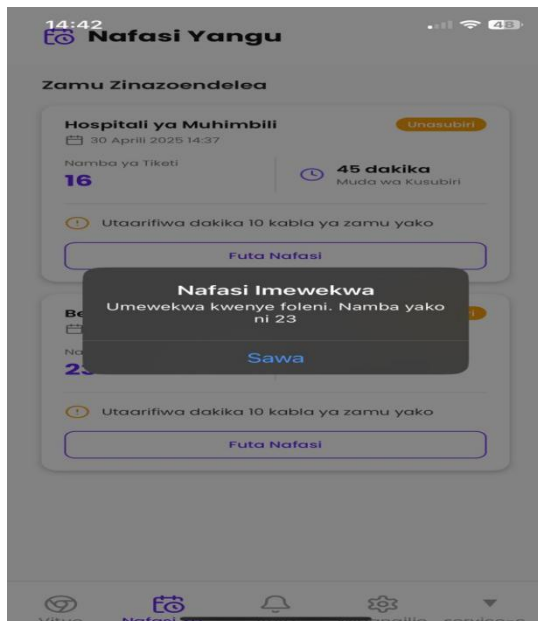 14:42
48
Nafasi Yangu
Zamu Zinazoendelea
Hospitali ya Muhimbili
Unasubiri
30 Aprili 2025 14:37
Namba ya Tiketi
16
45 dakika
Muda wa Kusubiri
Utaarifiwa dakika 10 kabla ya zamu yako
Futa Nafasi
Nafasi Imewekwa
Umewekwa kwenye foleni. Namba yako
ni 23
Sawa
Utaarifiwa dakika 10 kabla ya zamu yako
Futa Nafasi